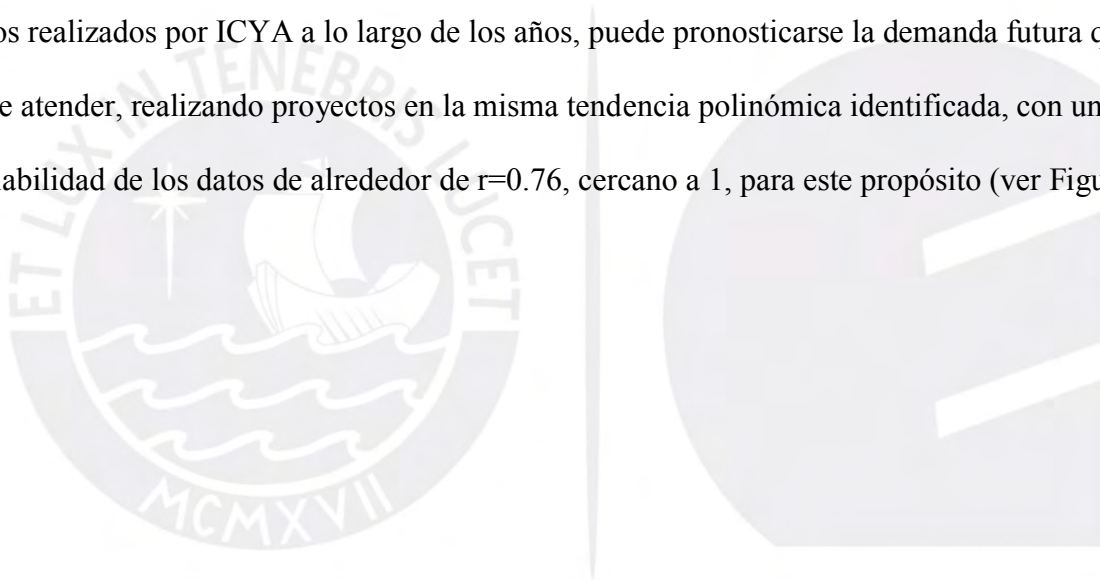 os realizados por ICYA a lo largo de los años, puede pronosticarse la demanda futura
e atender, realizando proyectos en la misma tendencia polinómica identificada, con un
abilidad de los datos de alrededor de r=0.76, cercano a 1, para este propósito (ver Figu
ET LUX IN TENEBRIS LUCET
MCMXVII